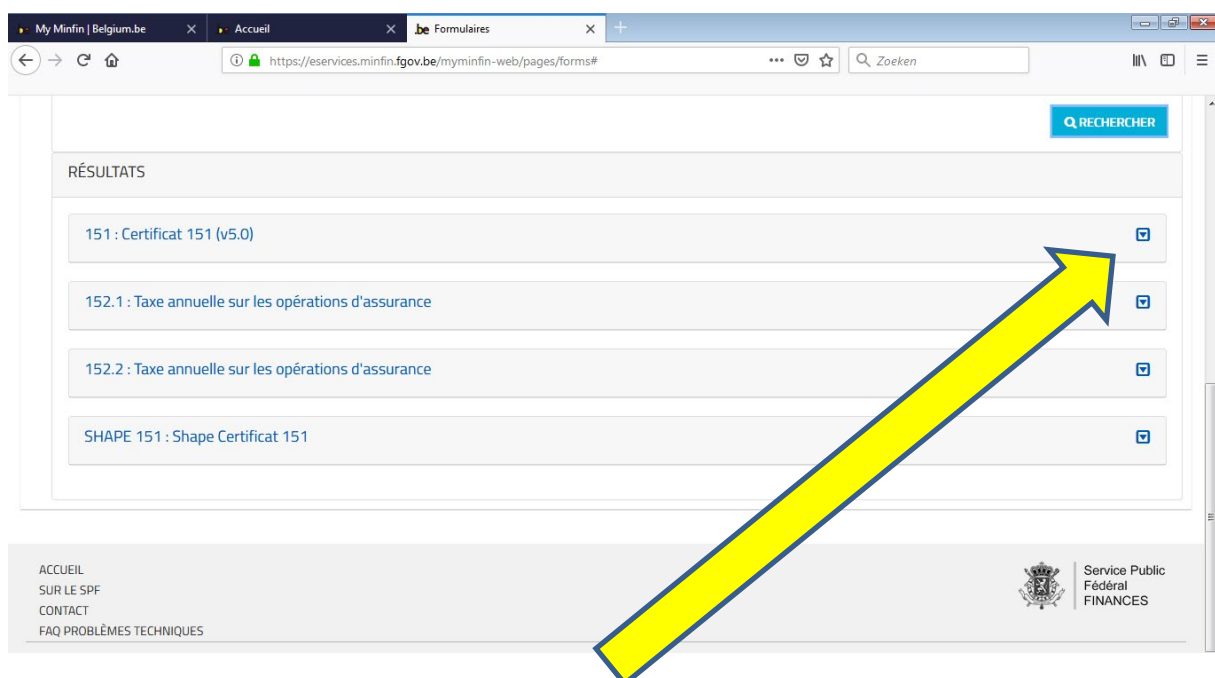 My Minfin | Belgium.be
Accueil
.be Formulaires
https://eservices.minfin.fgov.be/myminfin-web/pages/forms#
Zoeken
RECHERCHER
RÉSULTATS
151 : Certificat 151 (v5.0)
152.1 : Taxe annuelle sur les opérations d'assurance
152.2 : Taxe annuelle sur les opérations d'assurance
SHAPE 151 : Shape Certificat 151
ACCUEIL
SUR LE SPF
CONTACT
FAQ PROBLÈMES TECHNIQUES
Service Public
Fédéral
FINANCES